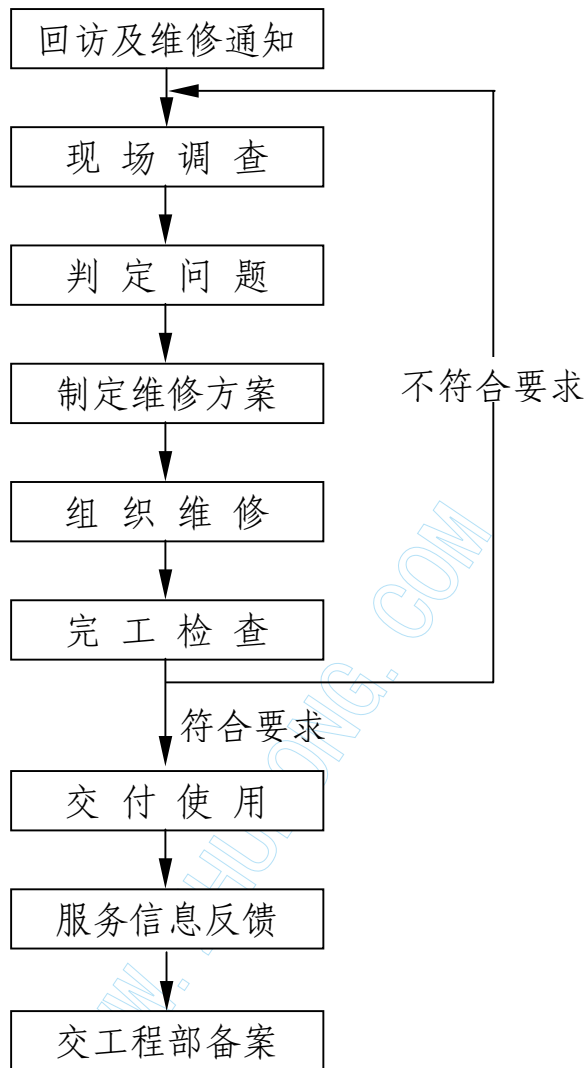 回访及维修通知
现场调查
判定问题
制定维修方案
不符合要求
组织维修
完工检查
符合要求
交付使用
服务信息反馈
交工程部备案